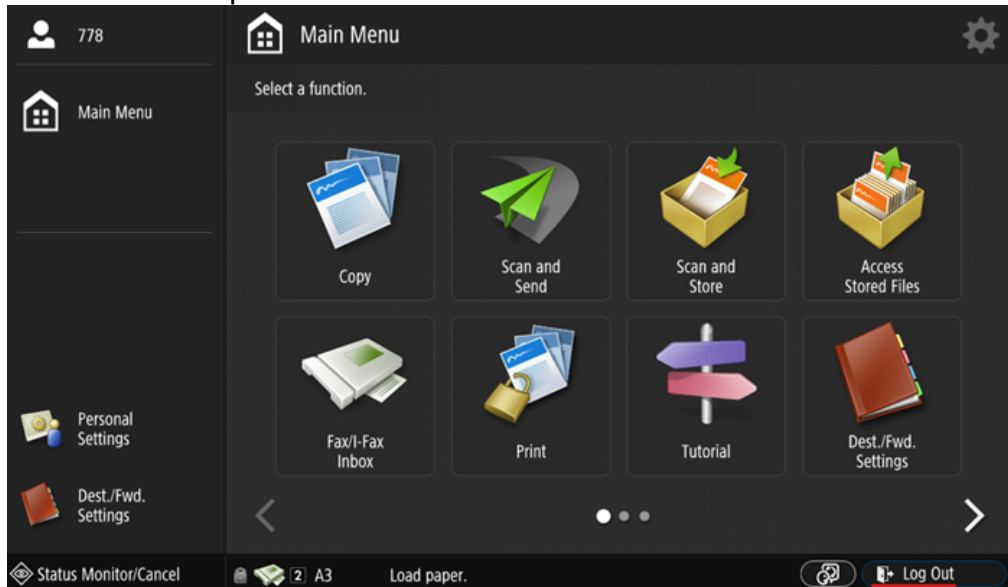 778
Main Menu
Main Menu
Select a function.
Copy
Scan and
Send
Scan and
Store
Access
Stored Files
Fax/I-Fax
Inbox
Print
Tutorial
Dest./Fwd.
Settings
Personal
Settings
Dest./Fwd.
Settings
Status Monitor/Cancel
2 A3 Load paper.
Log Out